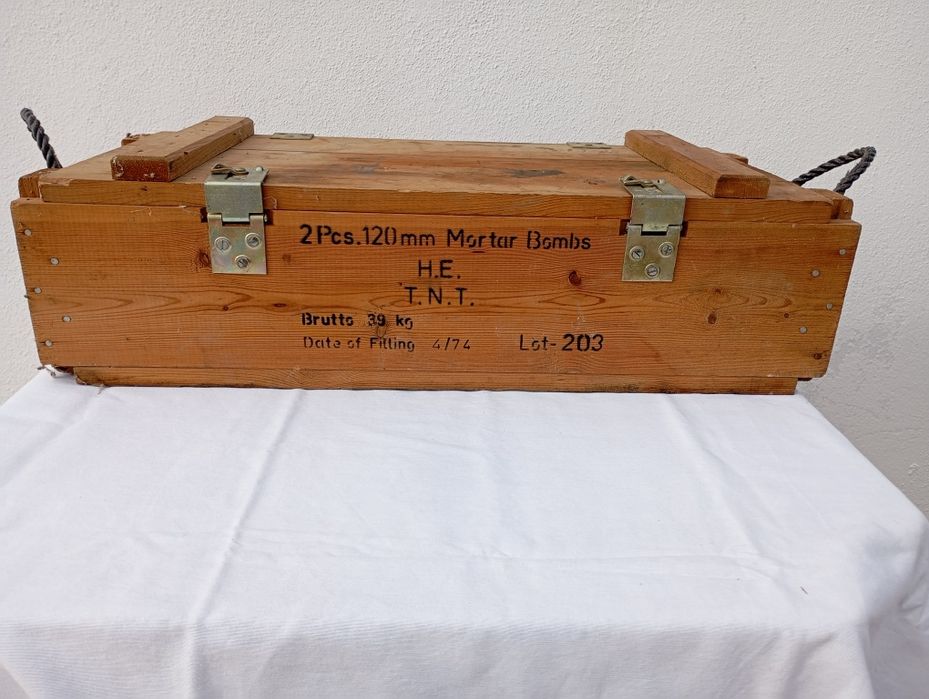 2Pcs.120mm Mortar Bombs
H.E.
T.N.T.
Brutto 39 kg
Date of Filling 4/74 Lot-203